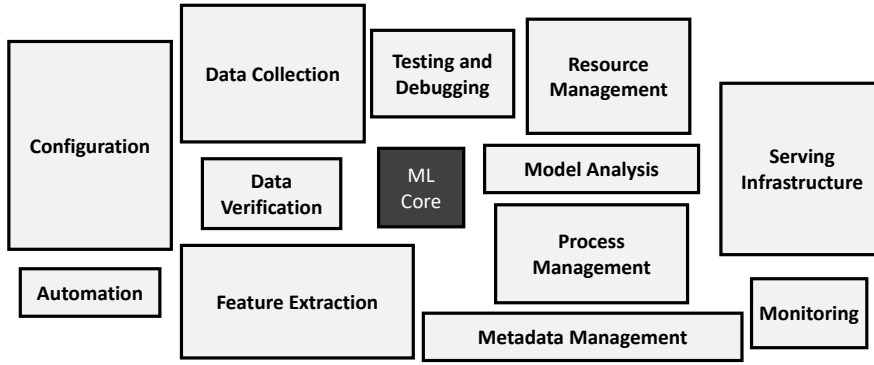 Configuration
Data Collection
Testing and
Debugging
Resource
Management
Serving
Infrastructure
Data
Verification
ML
Core
Model Analysis
Process
Management
Automation
Feature Extraction
Metadata Management
Monitoring